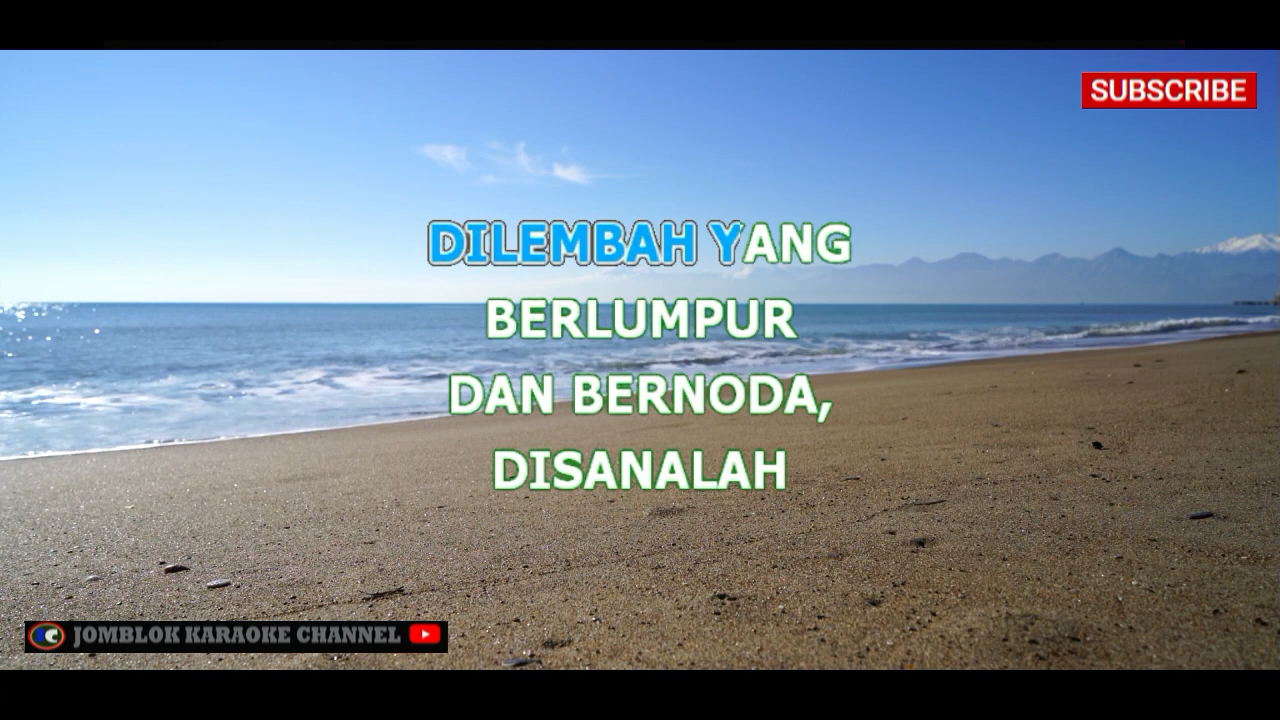 SUBSCRIBE
DILEMBAH YANG
BERLUMPUR
DAN BERNODA,
DISANALAH
JOMBLOK KARAOKE CHANNEL